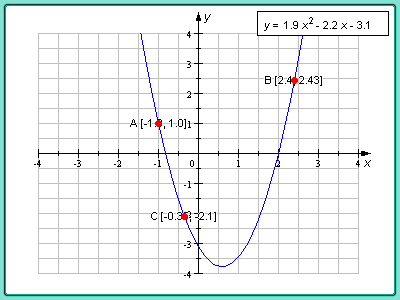 y
y = 1.9 x² - 2.2 x - 3.1
4
3
B [2.4, 2.43]
2
A [-1.0, 1.0]
1
-4 -3 -2 -1 0 1 2 3 4 x
-1
C [-0.3, -2.1]
-3
-4